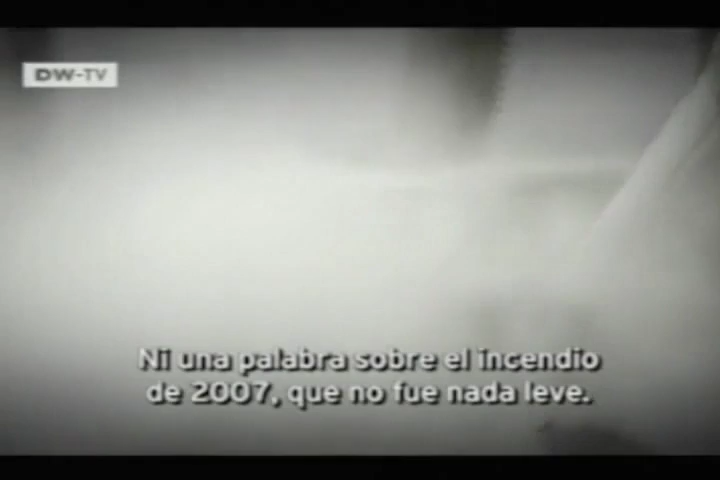 DW-TV
Ni una palabra sobre el incendio
de 2007, que no fue nada leve.